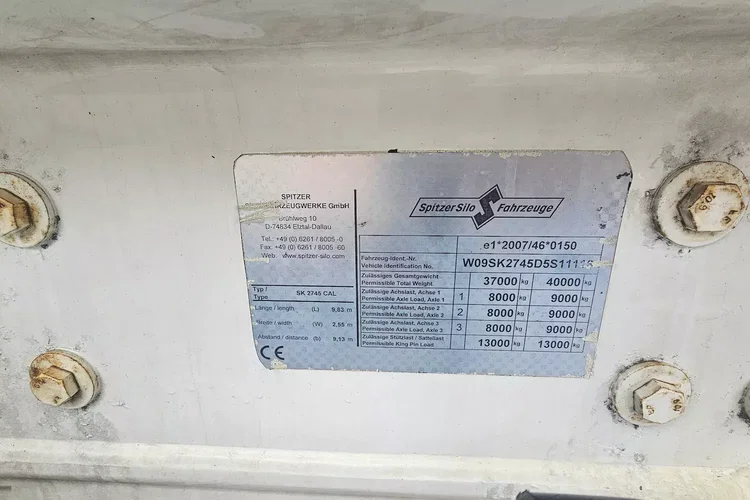 SPITZER
GmbH
Brühlweg 10
D-74834 Elztal-Dallau
Tel.: +49 (0) 6261 / 8005 -0
Fax: +49 (0) 6261 / 8005 -60
Web: www.spitzer-silo.com
Typ /
Type SK 2745 CAL
Länge / length (L) 9,83 m
Breite / width (W) 2,55 m
Abstand / distance (b) 9,13 m
CE
SpitzerSilo Fahrzeuge
e1*2007/46*0150
Fahrzeug-Ident.-Nr.
Vehicle Identification No.
Zulässiges Gesamtgewicht
Permissible Total Weight 37000 kg 40000 kg
Zulässige Achslast, Achse 1
Permissible Axle Load, Axle 1 1 8000 kg 9000 kg
Zulässige Achslast, Achse 2
Permissible Axle Load, Axle 2 2 8000 kg 9000 kg
Zulässige Achslast, Achse 3
Permissible Axle Load, Axle 3 3 8000 kg 9000 kg
Zulässige Stützlast / Sattellast
Permissible King Pin Load 13000 kg 13000 kg